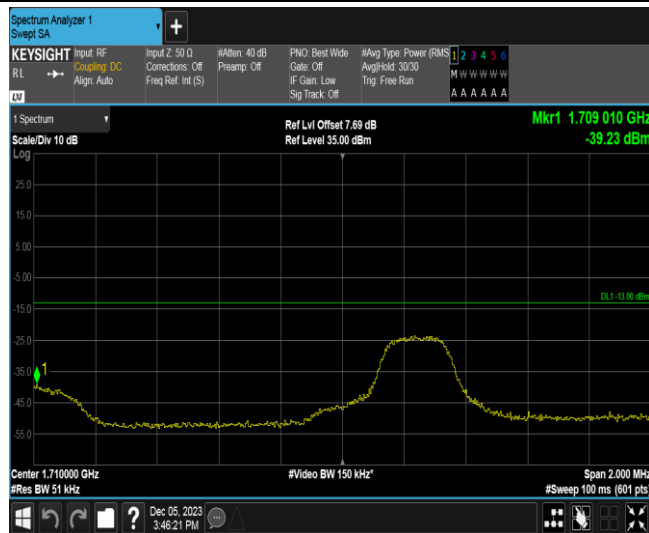 Spectrum Analyzer 1
Swept SA
KEYSIGHT
RL
Input: RF
Coupling: DC
Align: Auto
Input Z: 50 Ω
Corrections: Off
Freq Ref: Int (S)
#Atten: 40 dB
Preamp: Off
PNO: Best Wide
Gate: Off
IF Gain: Low
Sig Track: Off
#Avg Type: Power (RMS
Avg|Hold: 30/30
Trig: Free Run
1 2 3 4 5 6
M W W W W W
A A A A A A
1 Spectrum
Ref Lvl Offset 7.69 dB
Mkr1 1.709 010 GHz
Scale/Div 10 dB
Ref Level 35.00 dBm
-39.23 dBm
Log
25.0
15.0
5.00
-5.00
DL1 -13.00 dBm
-15.0
-25.0
-35.0
1
-45.0
-55.0
Center 1.710000 GHz
#Video BW 150 kHz*
Span 2.000 MHz
#Res BW 51 kHz
#Sweep 100 ms (601 pts)
Dec 05, 2023
3:46:21 PM